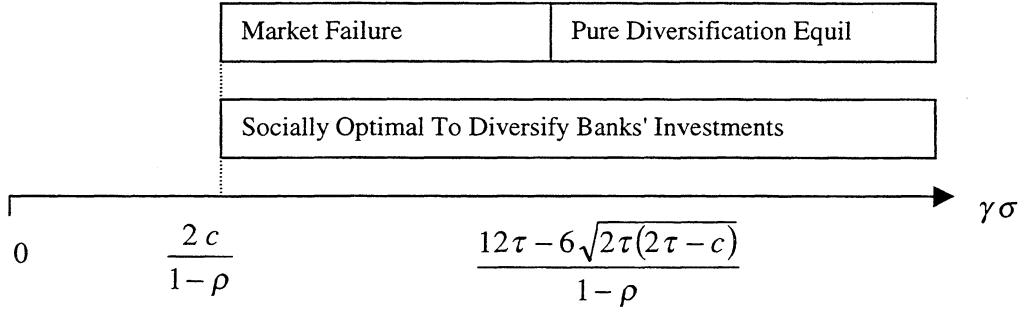 Market Failure Pure Diversification Equil
Socially Optimal To Diversify Banks' Investments
γσ
0 2c/(1-ρ) (12τ-6√(2τ(2τ-c)))/(1-ρ)